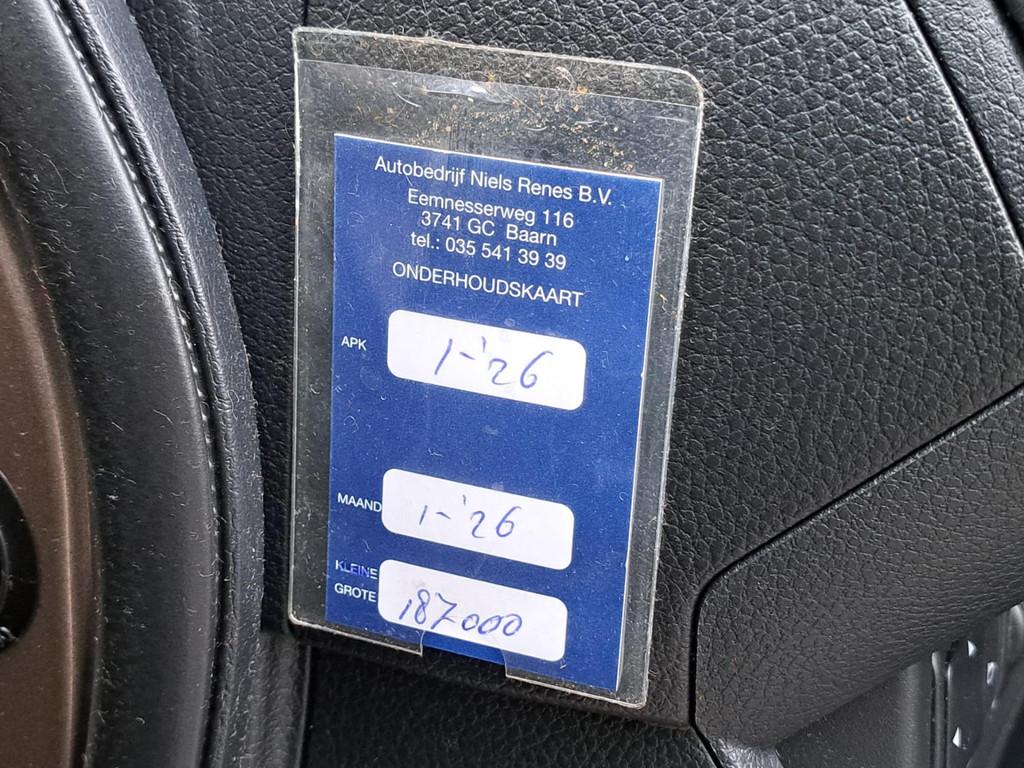 Autobedrijf Niels Renes B.V.
Eemnesserweg 116
3741 GC Baarn
tel.: 035 541 39 39
ONDERHOUDSKAART
APK 1-'26
MAAND 1-'26
KLEINE
GROTE 187000